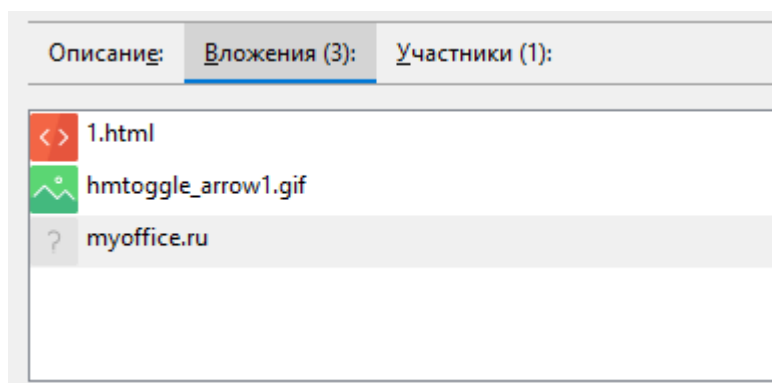 Описание: Вложения (3): Участники (1):
1.html
hmtoggle_arrow1.gif
? myoffice.ru